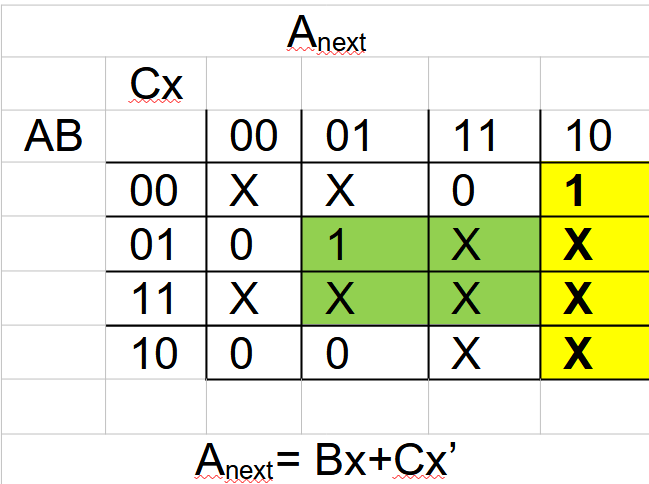 Anext
Cx
AB 00 01 11 10
00 X X 0 1
01 0 1 X X
11 X X X X
10 0 0 X X
Anext= Bx+Cx’